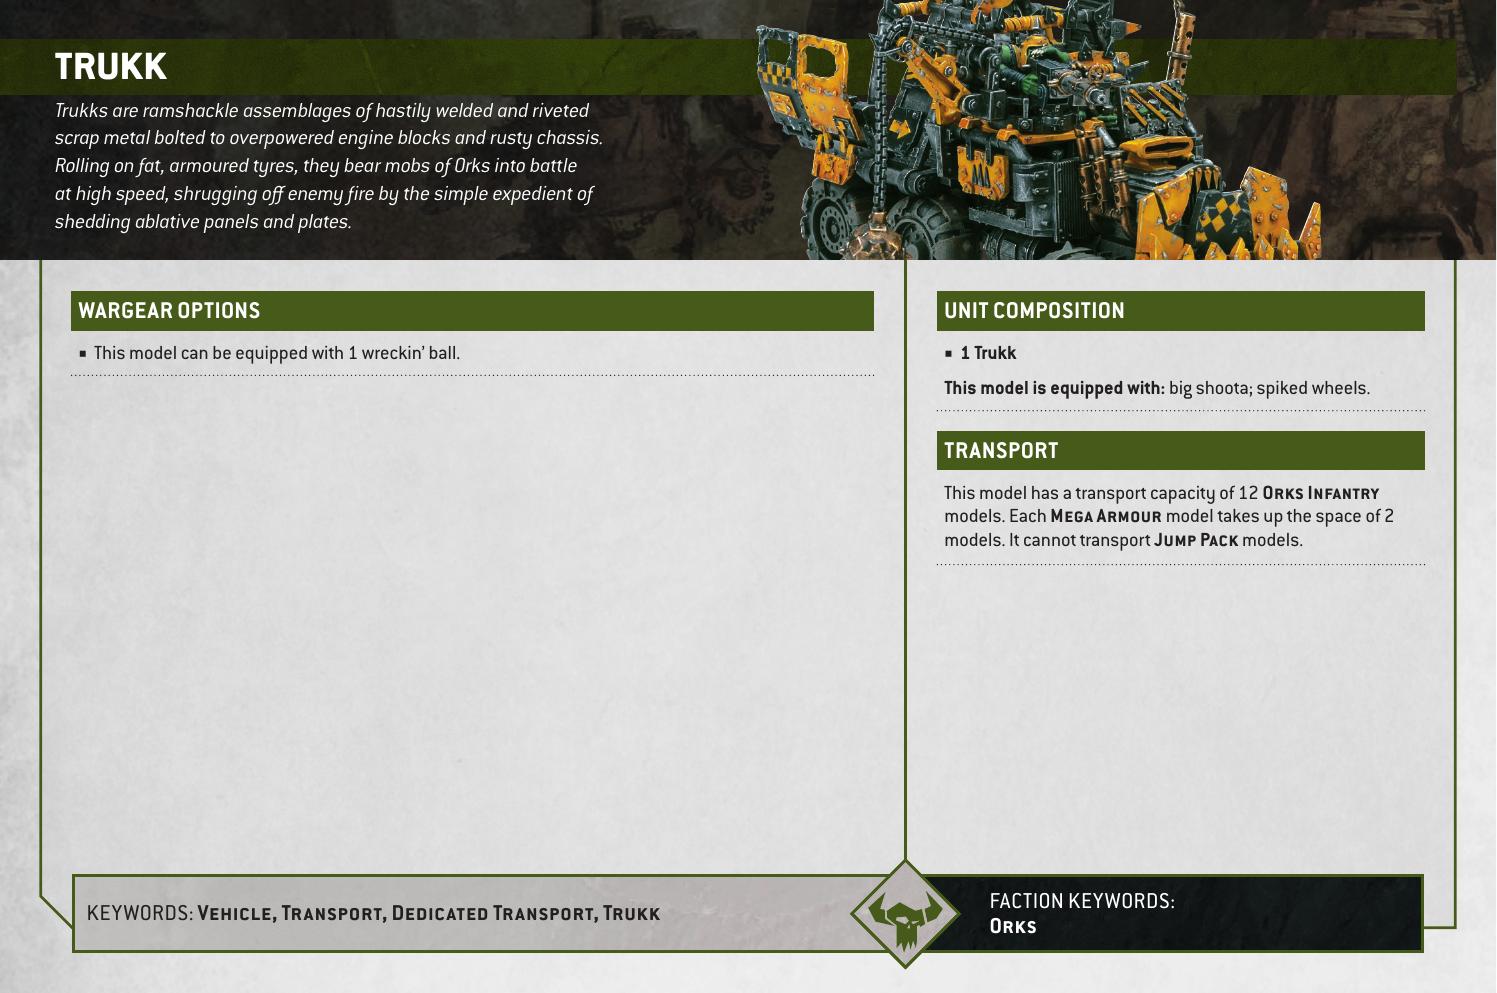 TRUKK
Trukks are ramshackle assemblages of hastily welded and riveted
scrap metal bolted to overpowered engine blocks and rusty chassis.
Rolling on fat, armoured tyres, they bear mobs of Orks into battle
at high speed, shrugging off enemy fire by the simple expedient of
shedding ablative panels and plates.
WARGEAR OPTIONS
▪ This model can be equipped with 1 wreckin’ ball.
UNIT COMPOSITION
▪ 1 Trukk
This model is equipped with: big shoota; spiked wheels.
TRANSPORT
This model has a transport capacity of 12 Orks Infantry
models. Each Mega Armour model takes up the space of 2
models. It cannot transport Jump Pack models.
KEYWORDS: Vehicle, Transport, Dedicated Transport, Trukk
FACTION KEYWORDS:
Orks